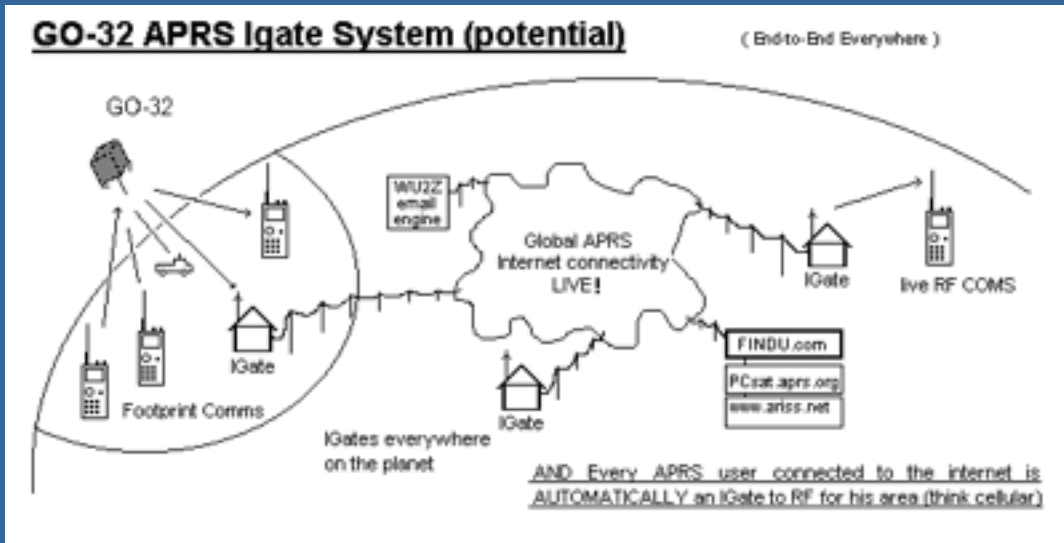 GO-32 APRS Igate System (potential)
( End-to-End Everywhere )
GO-32
WU2Z
email
engine
Global APRS
Internet connectivity
LIVE!
IGate
live RF COMS
IGate
Footprint Comms
IGate
FINDU.com
PCsat.aprs.org
www.ariss.net
IGates everywhere
on the planet
AND Every APRS user connected to the internet is
AUTOMATICALLY an IGate to RF for his area (think cellular)